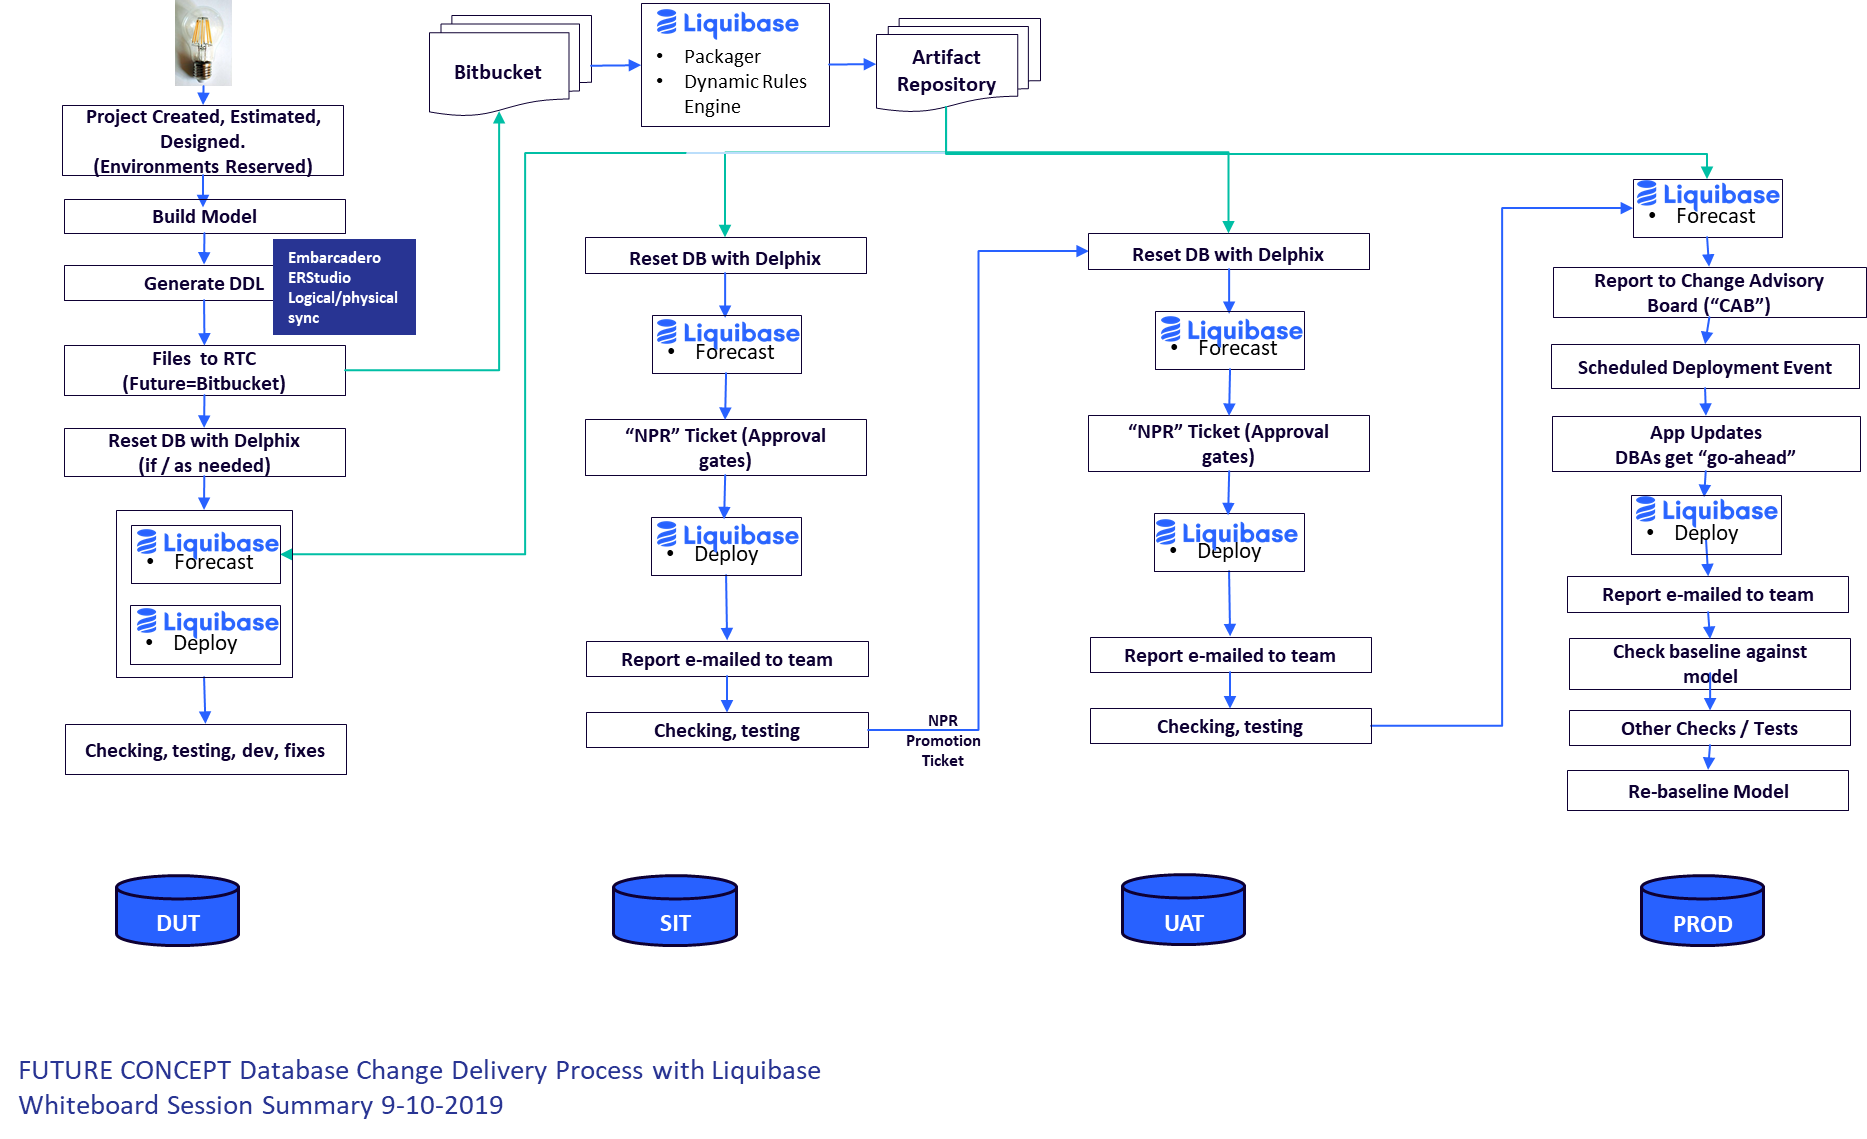 Bitbucket
Liquibase
• Packager
• Dynamic Rules
Engine
Artifact
Repository
Project Created, Estimated,
Designed.
(Environments Reserved)
Build Model
Generate DDL
Embarcadero
ERStudio
Logical/physical
sync
Files to RTC
(Future=Bitbucket)
Reset DB with Delphix
(if / as needed)
Liquibase
• Forecast
Liquibase
• Deploy
Checking, testing, dev, fixes
Reset DB with Delphix
Liquibase
• Forecast
“NPR” Ticket (Approval
gates)
Liquibase
• Deploy
Report e-mailed to team
Checking, testing
NPR
Promotion
Ticket
Reset DB with Delphix
Liquibase
• Forecast
“NPR” Ticket (Approval
gates)
Liquibase
• Deploy
Report e-mailed to team
Checking, testing
Liquibase
• Forecast
Report to Change Advisory
Board (“CAB”)
Scheduled Deployment Event
App Updates
DBAs get “go-ahead”
Liquibase
• Deploy
Report e-mailed to team
Check baseline against
model
Other Checks / Tests
Re-baseline Model
DUT
SIT
UAT
PROD
FUTURE CONCEPT Database Change Delivery Process with Liquibase
Whiteboard Session Summary 9-10-2019